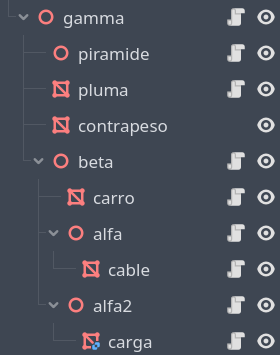 gamma
piramide
pluma
contrapeso
beta
carro
alfa
cable
alfa2
carga